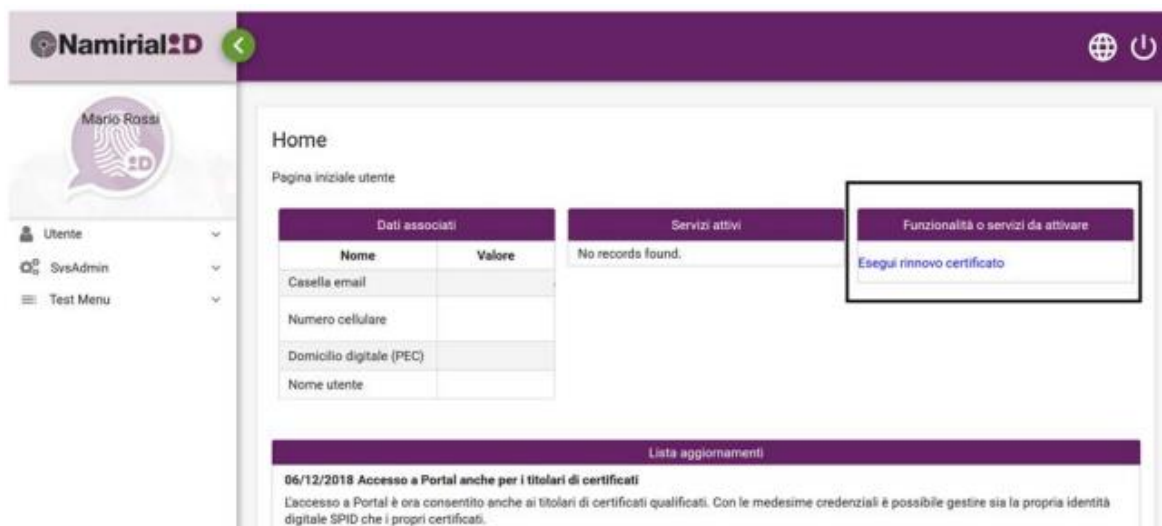 NamirialID
Mario Rossi
ID
Utente
SvsAdmin
Test Menu
Home
Pagina iniziale utente
Dati associati
Nome Valore
Casella email
Numero cellulare
Domicilio digitale (PEC)
Nome utente
Servizi attivi
No records found.
Funzionalità o servizi da attivare
Esegui rinnovo certificato
Lista aggiornamenti
06/12/2018 Accesso a Portal anche per i titolari di certificati
L'accesso a Portal è ora consentito anche ai titolari di certificati qualificati. Con le medesime credenziali è possibile gestire sia la propria identità
digitale SPID che i propri certificati.